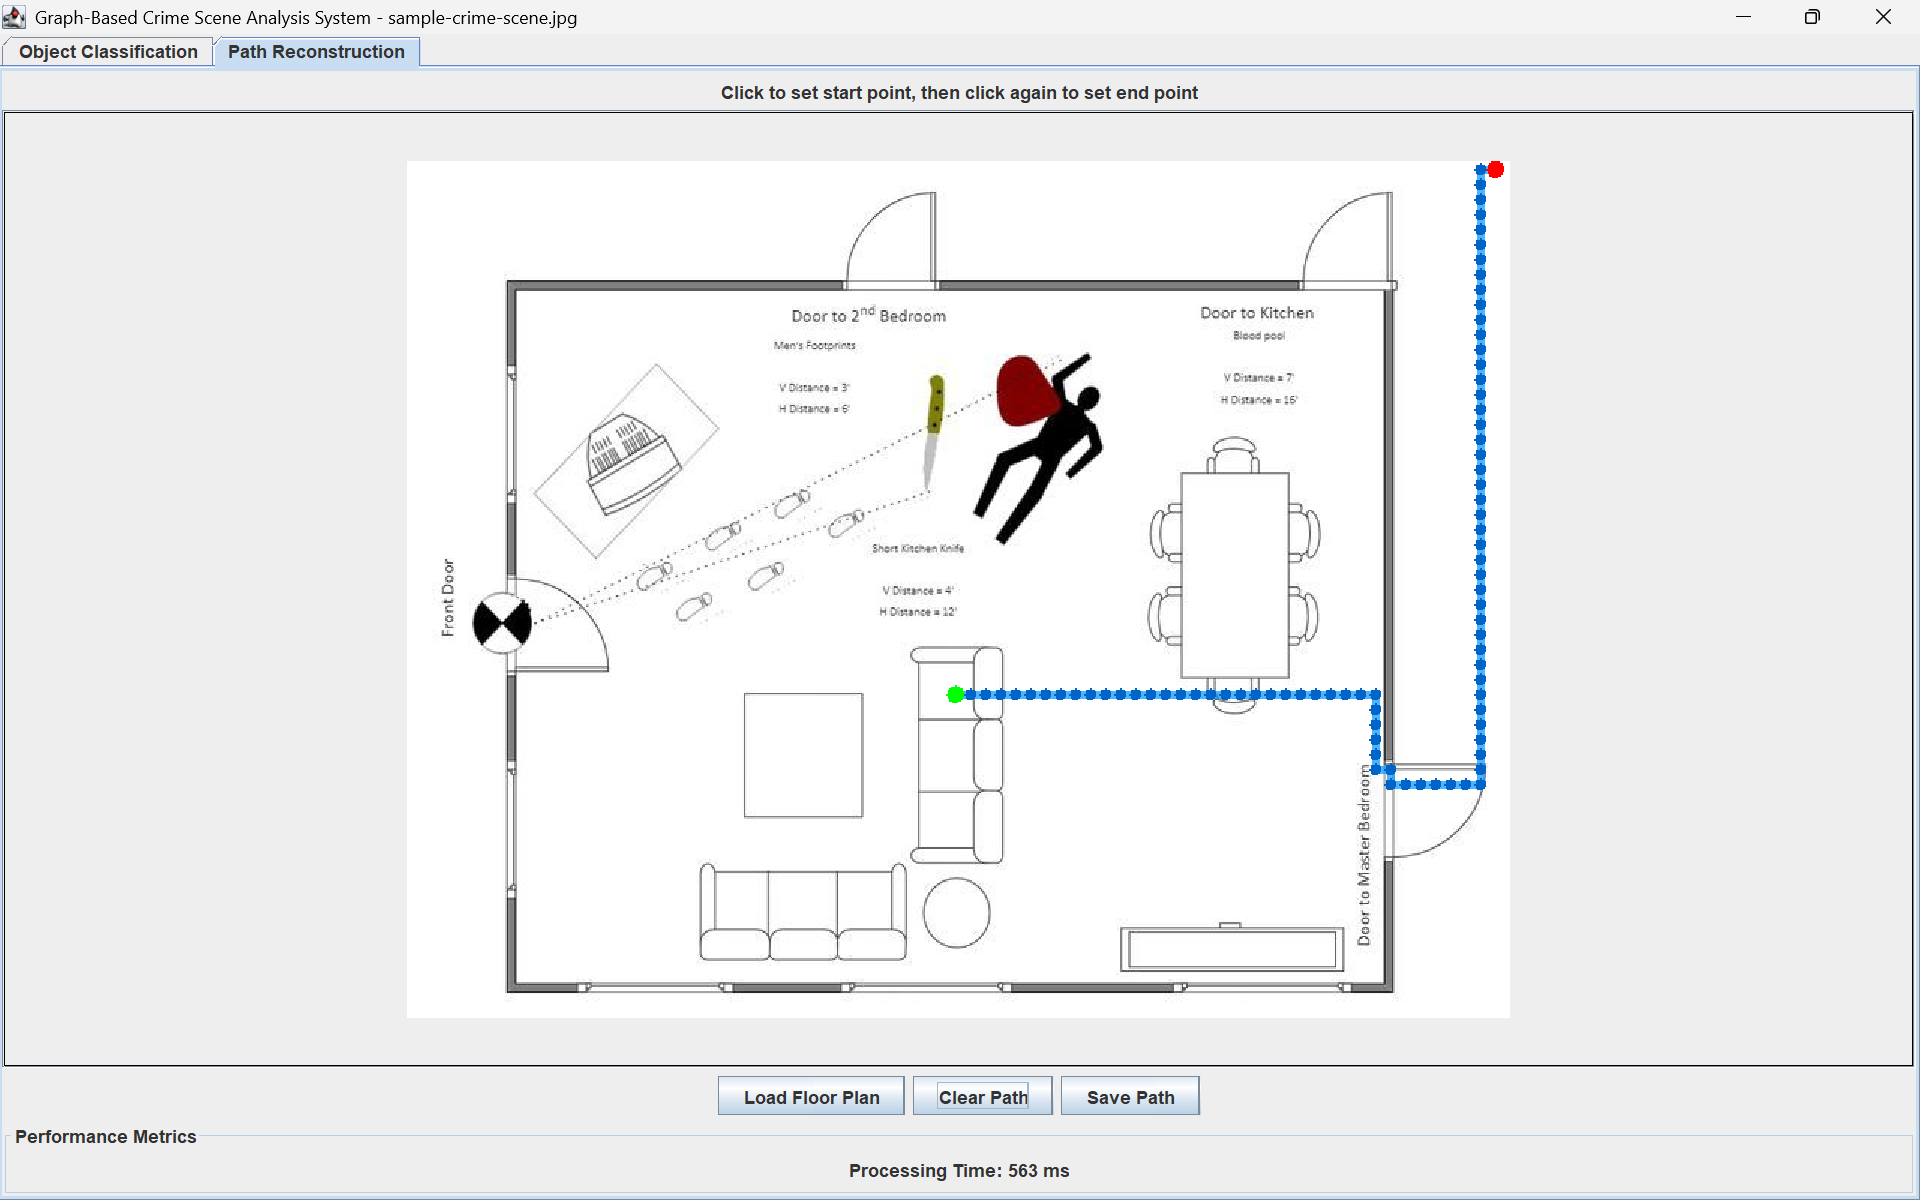 Graph-Based Crime Scene Analysis System - sample-crime-scene.jpg
Object Classification
Path Reconstruction
Click to set start point, then click again to set end point
Door to 2nd Bedroom
Men's Footprints
V Distance = 3'
H Distance = 6'
Door to Kitchen
Blood pool
V Distance = 7'
H Distance = 16'
Short Kitchen Knife
V Distance = 4'
H Distance = 12'
Front Door
Door to Master Bedroom
Load Floor Plan
Clear Path
Save Path
Performance Metrics
Processing Time: 563 ms